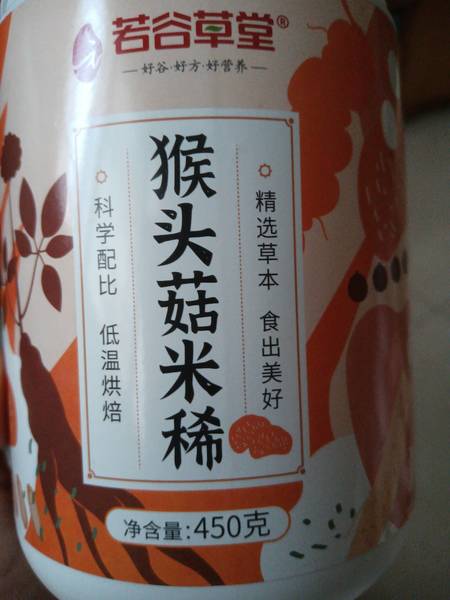 若谷草堂®
好谷·好方·好营养
精选草本 食出美好
猴头菇米稀
科学配比 低温烘焙
净含量:450克